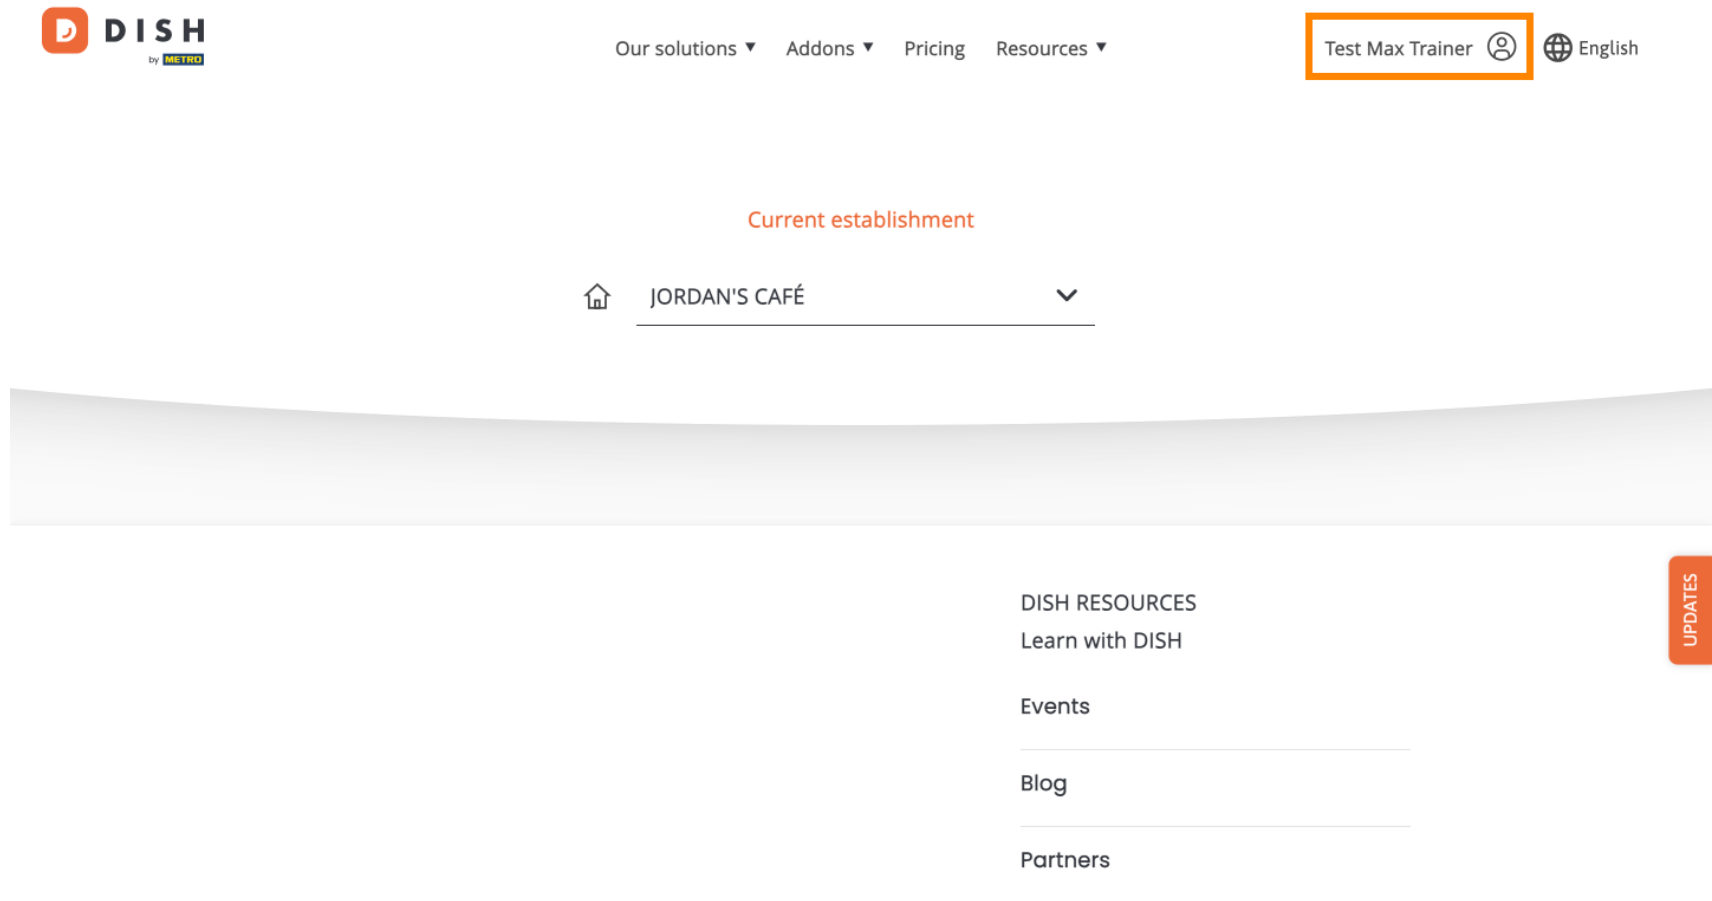 DISH
by METRO
Our solutions ▼ Addons ▼ Pricing Resources ▼
Test Max Trainer
English
Current establishment
JORDAN'S CAFÉ
DISH RESOURCES
Learn with DISH
UPDATES
Events
Blog
Partners